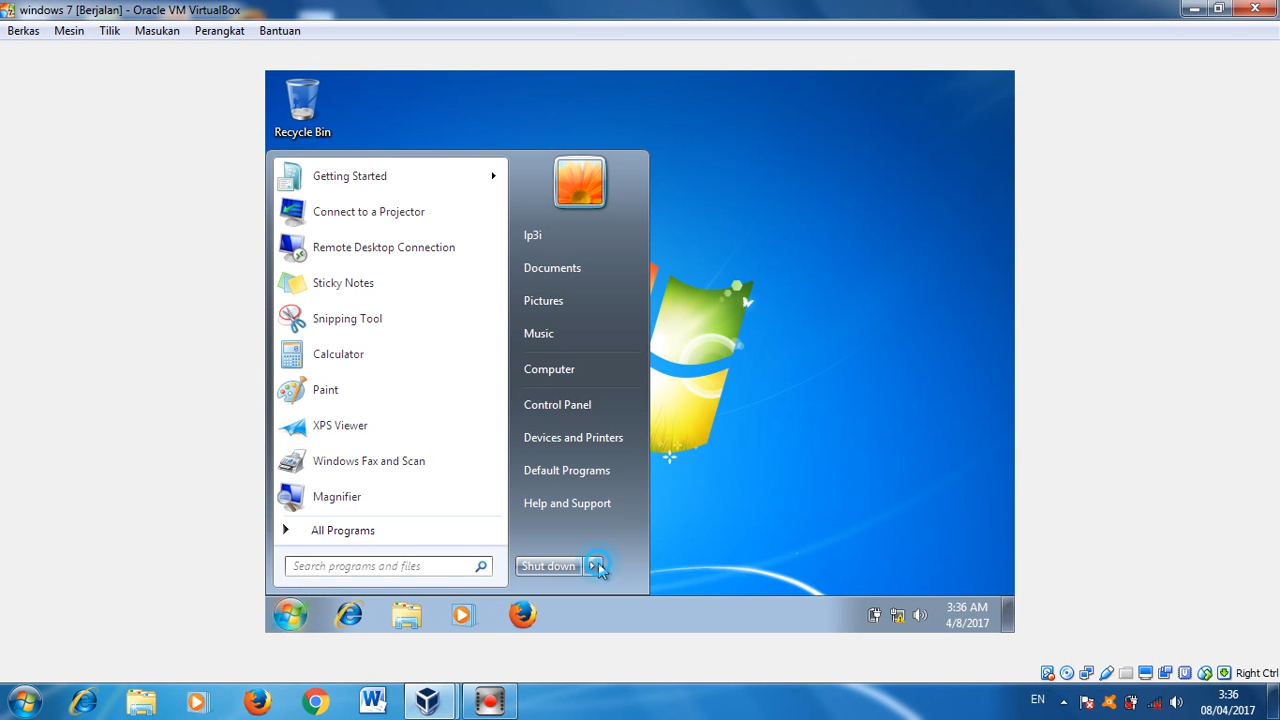 windows 7 [Berjalan] - Oracle VM VirtualBox
Berkas Mesin Tilik Masukan Perangkat Bantuan
Recycle Bin
Getting Started
Connect to a Projector
Remote Desktop Connection
Sticky Notes
Snipping Tool
Calculator
Paint
XPS Viewer
Windows Fax and Scan
Magnifier
All Programs
Search programs and files
lp3i
Documents
Pictures
Music
Computer
Control Panel
Devices and Printers
Default Programs
Help and Support
Shut down
3:36 AM
4/8/2017
Right Ctrl
EN
3:36
08/04/2017